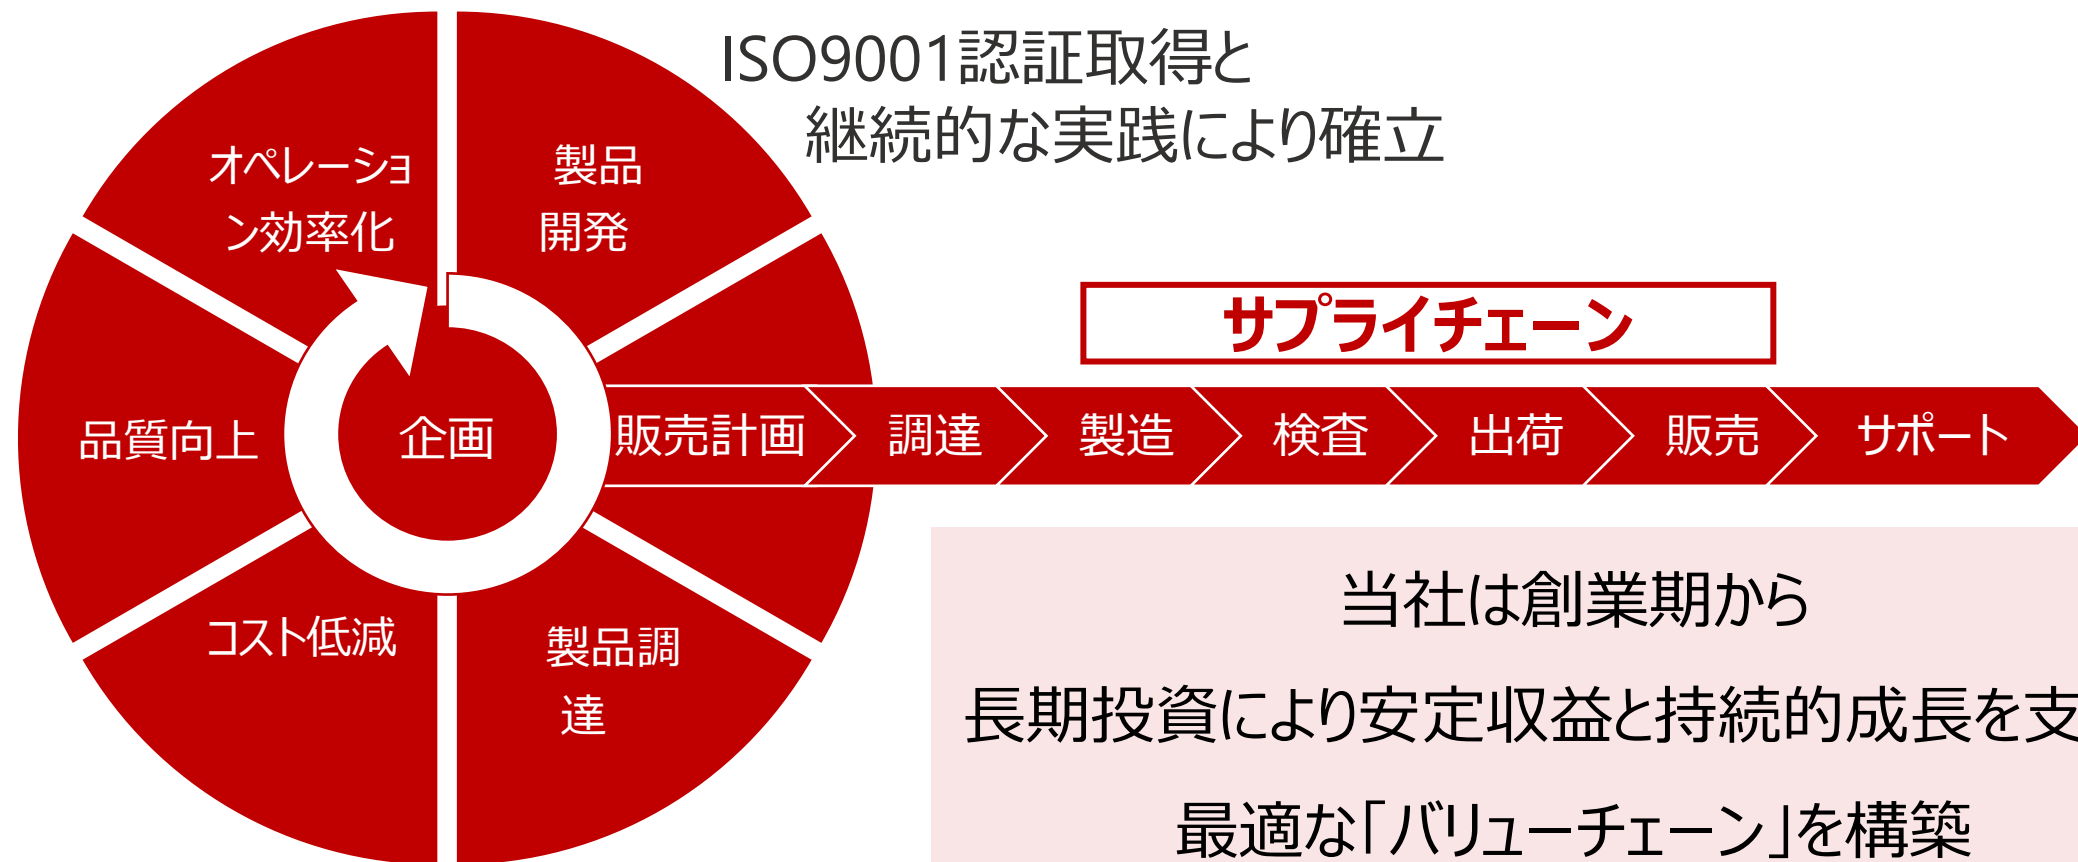 ISO9001認証取得と
継続的な実践により確立
オペレーショ
ン効率化
製品
開発
サプライチェーン
品質向上
企画
販売計画
調達
製造
検査
出荷
販売
サポート
コスト低減
製品調
達
当社は創業期から
長期投資により安定収益と持続的成長を支
最適な「バリューチェーン」を構築